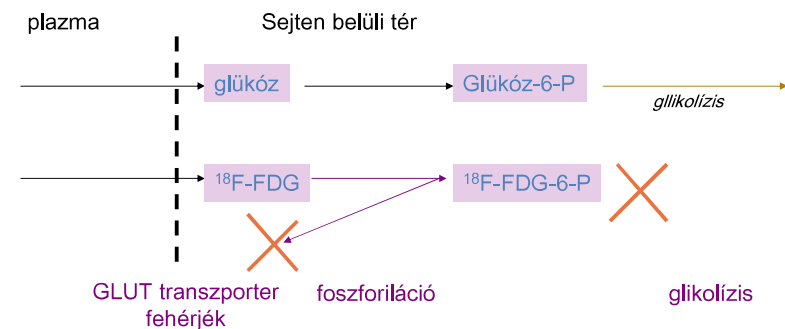 plazma
Sejten belüli tér
glükóz
Glükóz-6-P
gllikolízis
¹⁸F-FDG
¹⁸F-FDG-6-P
GLUT transzporter
fehérjék
foszforiláció
glikolízis